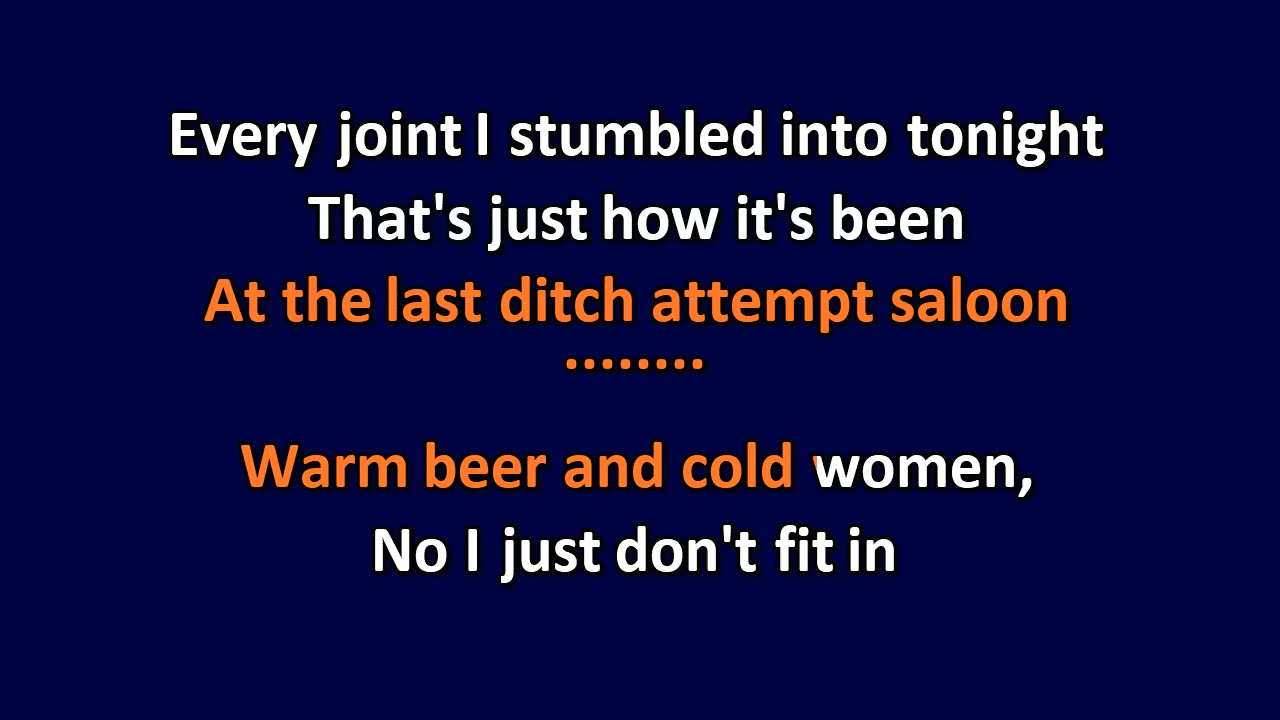 Every joint I stumbled into tonight
That's just how it's been
At the last ditch attempt saloon
........
Warm beer and cold women,
No I just don't fit in